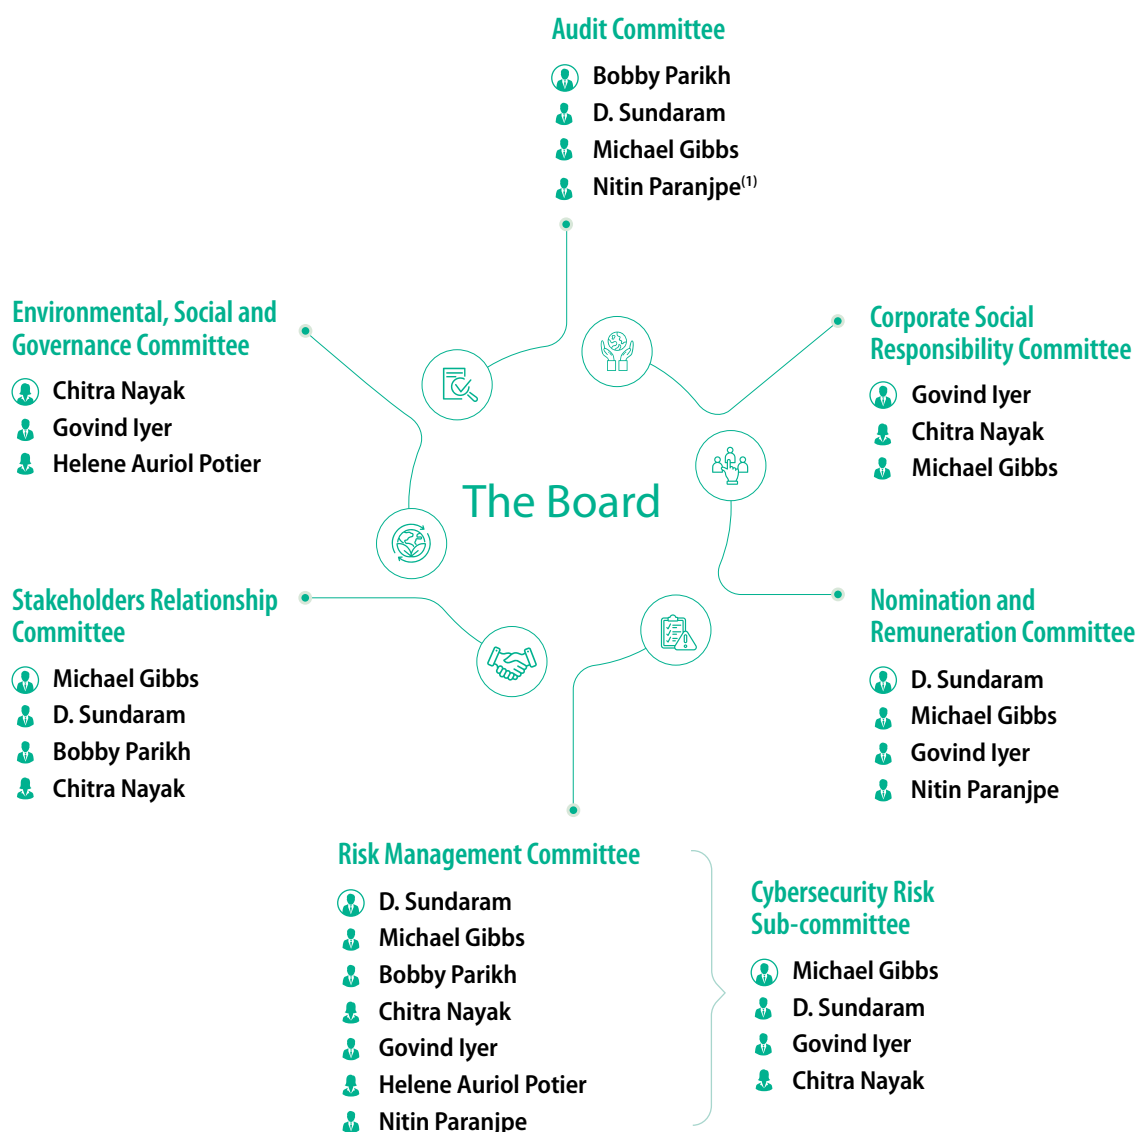 Audit Committee
Bobby Parikh
D. Sundaram
Michael Gibbs
Nitin Paranjpe(1)
Environmental, Social and
Governance Committee
Chitra Nayak
Govind Iyer
Helene Auriol Potier
Corporate Social
Responsibility Committee
Govind Iyer
Chitra Nayak
Michael Gibbs
The Board
Stakeholders Relationship
Committee
Michael Gibbs
D. Sundaram
Bobby Parikh
Chitra Nayak
Nomination and
Remuneration Committee
D. Sundaram
Michael Gibbs
Govind Iyer
Nitin Paranjpe
Risk Management Committee
D. Sundaram
Michael Gibbs
Bobby Parikh
Chitra Nayak
Govind Iyer
Helene Auriol Potier
Nitin Paranjpe
Cybersecurity Risk
Sub-committee
Michael Gibbs
D. Sundaram
Govind Iyer
Chitra Nayak